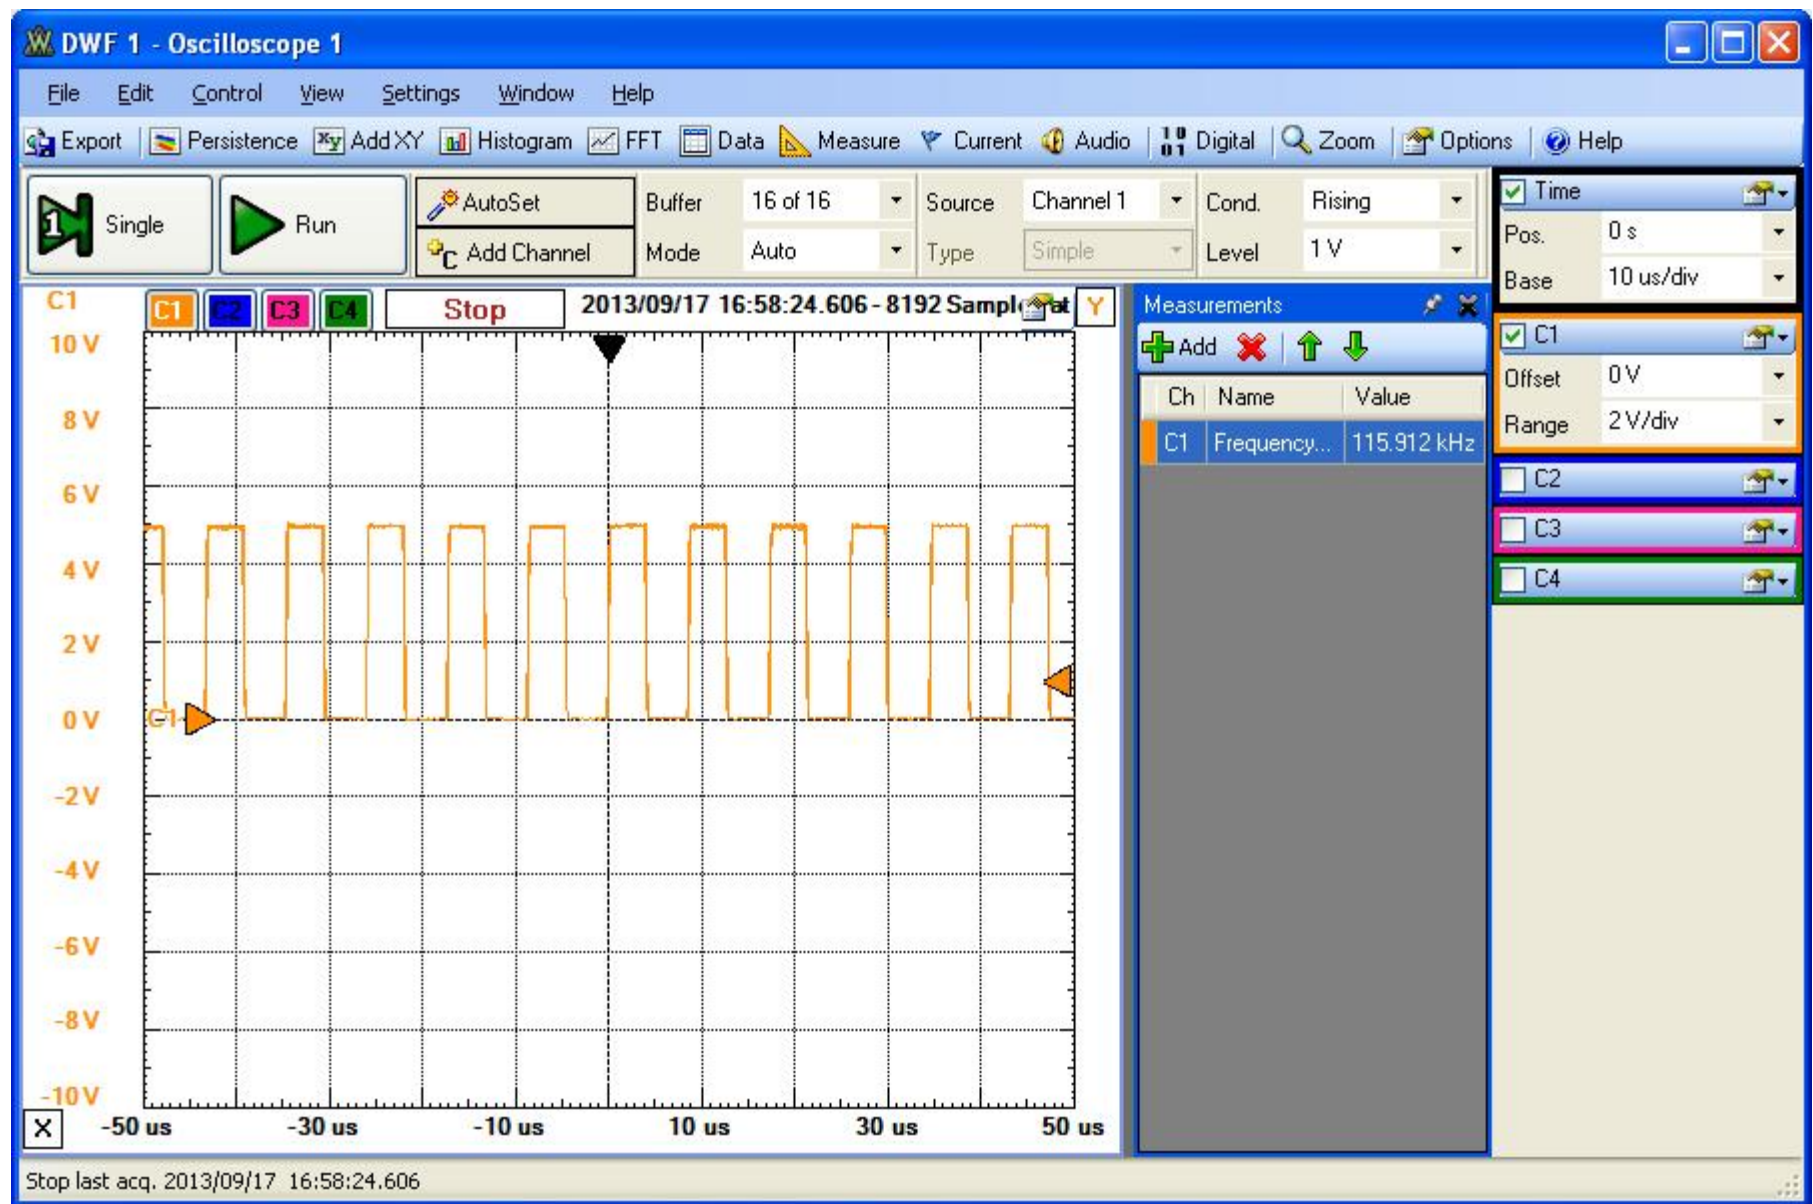 DWF 1 - Oscilloscope 1
File Edit Control View Settings Window Help
Export Persistence Add XY Histogram FFT Data Measure Current Audio Digital Zoom Options Help
Single Run
AutoSet
Add Channel
Buffer 16 of 16
Mode Auto
Source Channel 1
Type Simple
Cond. Rising
Level 1 V
Time
Pos. 0 s
Base 10 us/div
C1
Offset 0 V
Range 2 V/div
C2
C3
C4
C1 C1 C2 C3 C4 Stop 2013/09/17 16:58:24.606 - 8192 Sampl at Y
10 V
8 V
6 V
4 V
2 V
0 V
-2 V
-4 V
-6 V
-8 V
-10 V
C1
X -50 us -30 us -10 us 10 us 30 us 50 us
Measurements
Add
Ch Name Value
C1 Frequency... 115.912 kHz
Stop last acq. 2013/09/17 16:58:24.606